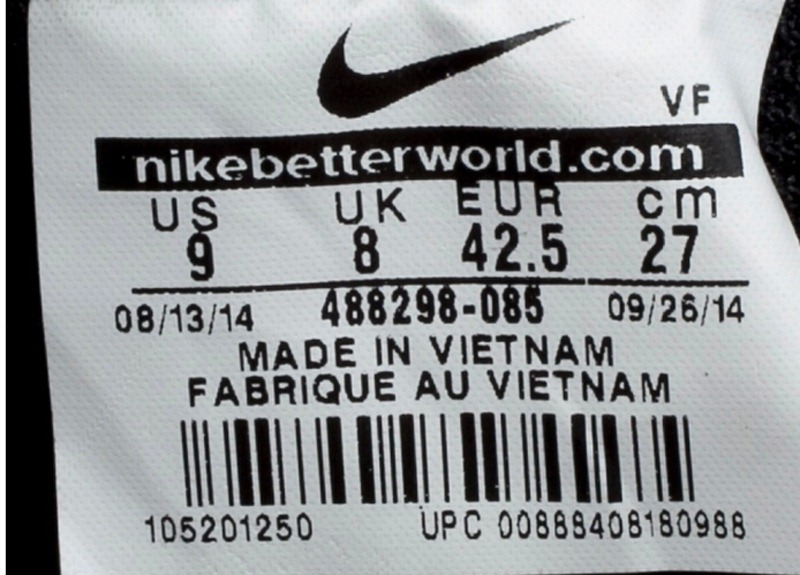 VF
nikebetterworld.com
US UK EUR cm
9 8 42.5 27
08/13/14 488298-085 09/26/14
MADE IN VIETNAM
FABRIQUE AU VIETNAM
105201250 UPC 00888408180988